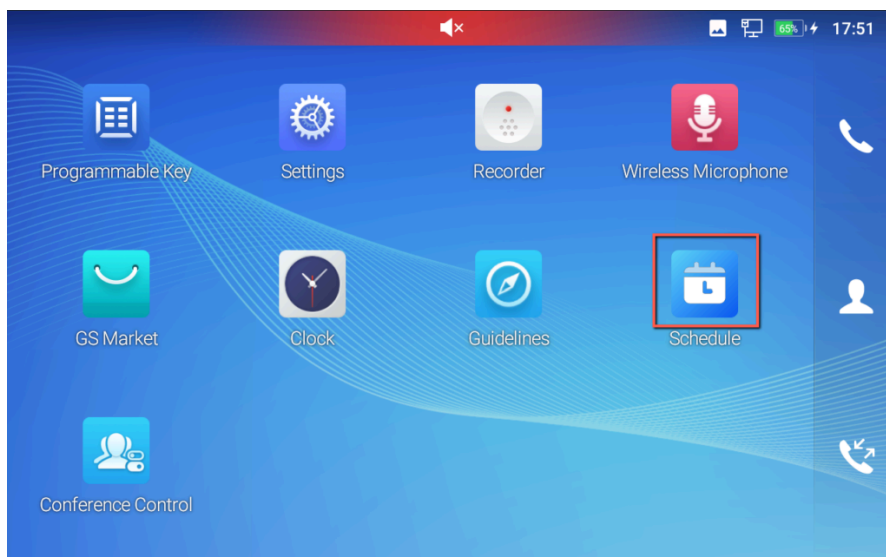 65% 17:51
Programmable Key Settings Recorder Wireless Microphone
GS Market Clock Guidelines Schedule
Conference Control